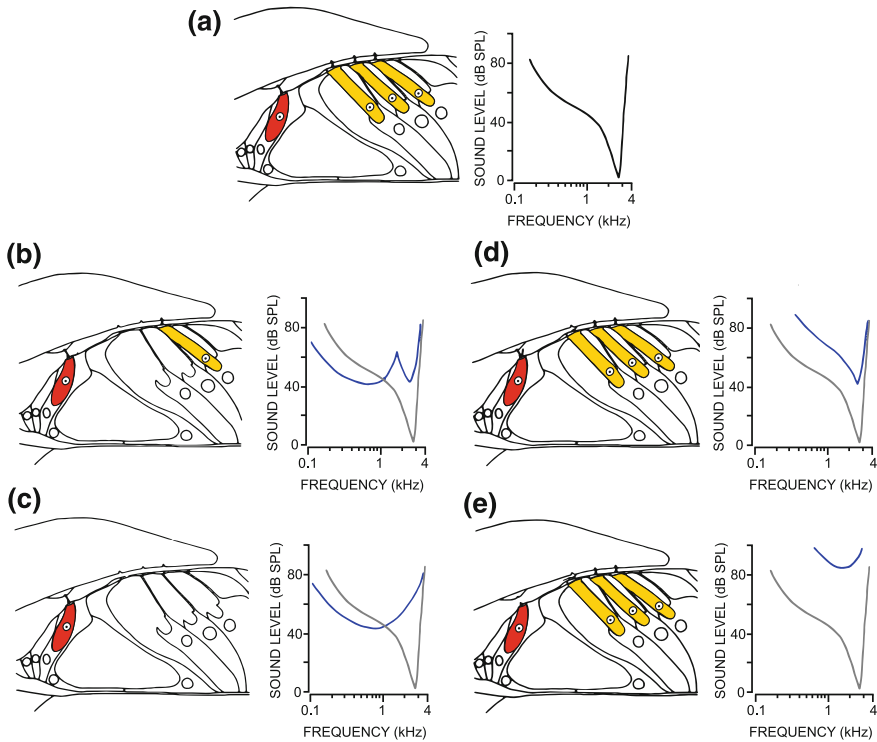 (a)
SOUND LEVEL (dB SPL)
80
40
0
0.1 1 4
FREQUENCY (kHz)
(b)
SOUND LEVEL (dB SPL)
80
40
0
0.1 1 4
FREQUENCY (kHz)
(d)
SOUND LEVEL (dB SPL)
80
40
0
0.1 1 4
FREQUENCY (kHz)
(c)
SOUND LEVEL (dB SPL)
80
40
0
0.1 1 4
FREQUENCY (kHz)
(e)
SOUND LEVEL (dB SPL)
80
40
0
0.1 1 4
FREQUENCY (kHz)